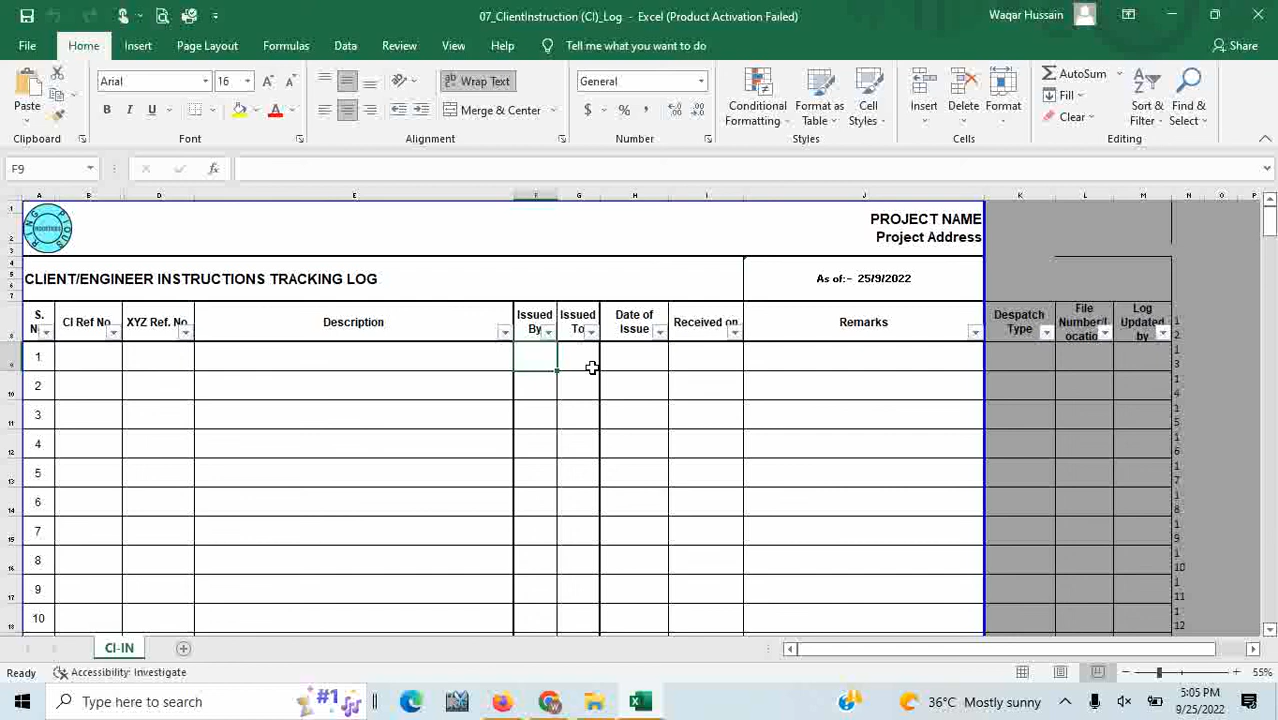 07_ClientInstruction (CI)_Log - Excel (Product Activation Failed)
Waqar Hussain
File Home Insert Page Layout Formulas Data Review View Help Tell me what you want to do Share
Arial 16 Wrap Text General AutoSum
Paste Fill
Merge & Center Conditional Formatting Format as Table Cell Styles Insert Delete Format Sort & Filter Find & Select
Clear
Clipboard Font Alignment Number Styles Cells Editing
F9
A B D E F G H I J K L M N O P
PIOUS
RING
PROJECT NAME
Project Address
CLIENT/ENGINEER INSTRUCTIONS TRACKING LOG
As of:- 25/9/2022
S. N CI Ref No XYZ Ref. No Description Issued By Issued To Date of Issue Received on Remarks Despatch Type File Number/l ocatio Log Updated by
1
2
3
4
5
6
7
8
9
10
CI-IN
Ready Accessibility: Investigate 55%
Type here to search #1 36°C Mostly sunny 5:05 PM
9/25/2022